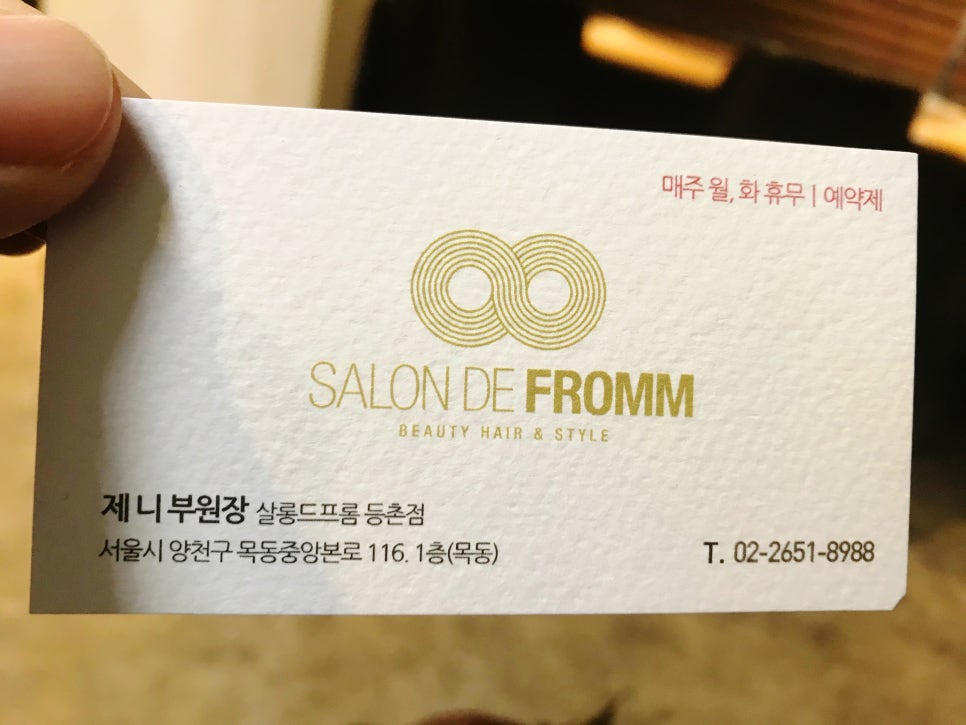 매주 월, 화 휴무 | 예약제
SALON DE FROMM
BEAUTY HAIR & STYLE
제 니 부원장 살롱드프롬 등촌점
서울시 양천구 목동중앙본로 116. 1층(목동)
T. 02-2651-8988